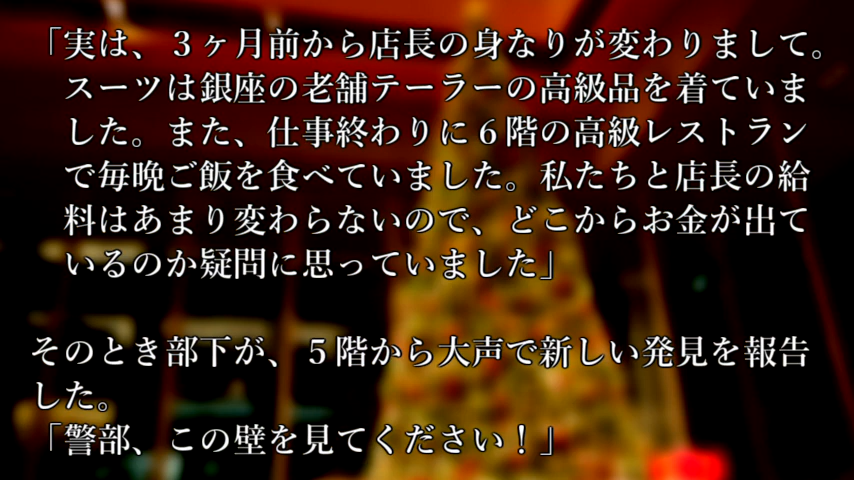 「実は、３ヶ月前から店長の身なりが変わりまして。
スーツは銀座の老舗テーラーの高級品を着ていま
した。また、仕事終わりに６階の高級レストラン
で毎晩ご飯を食べていました。私たちと店長の給
料はあまり変わらないので、どこからお金が出て
いるのか疑問に思っていました」
そのとき部下が、５階から大声で新しい発見を報告
した。
「警部、この壁を見てください！」